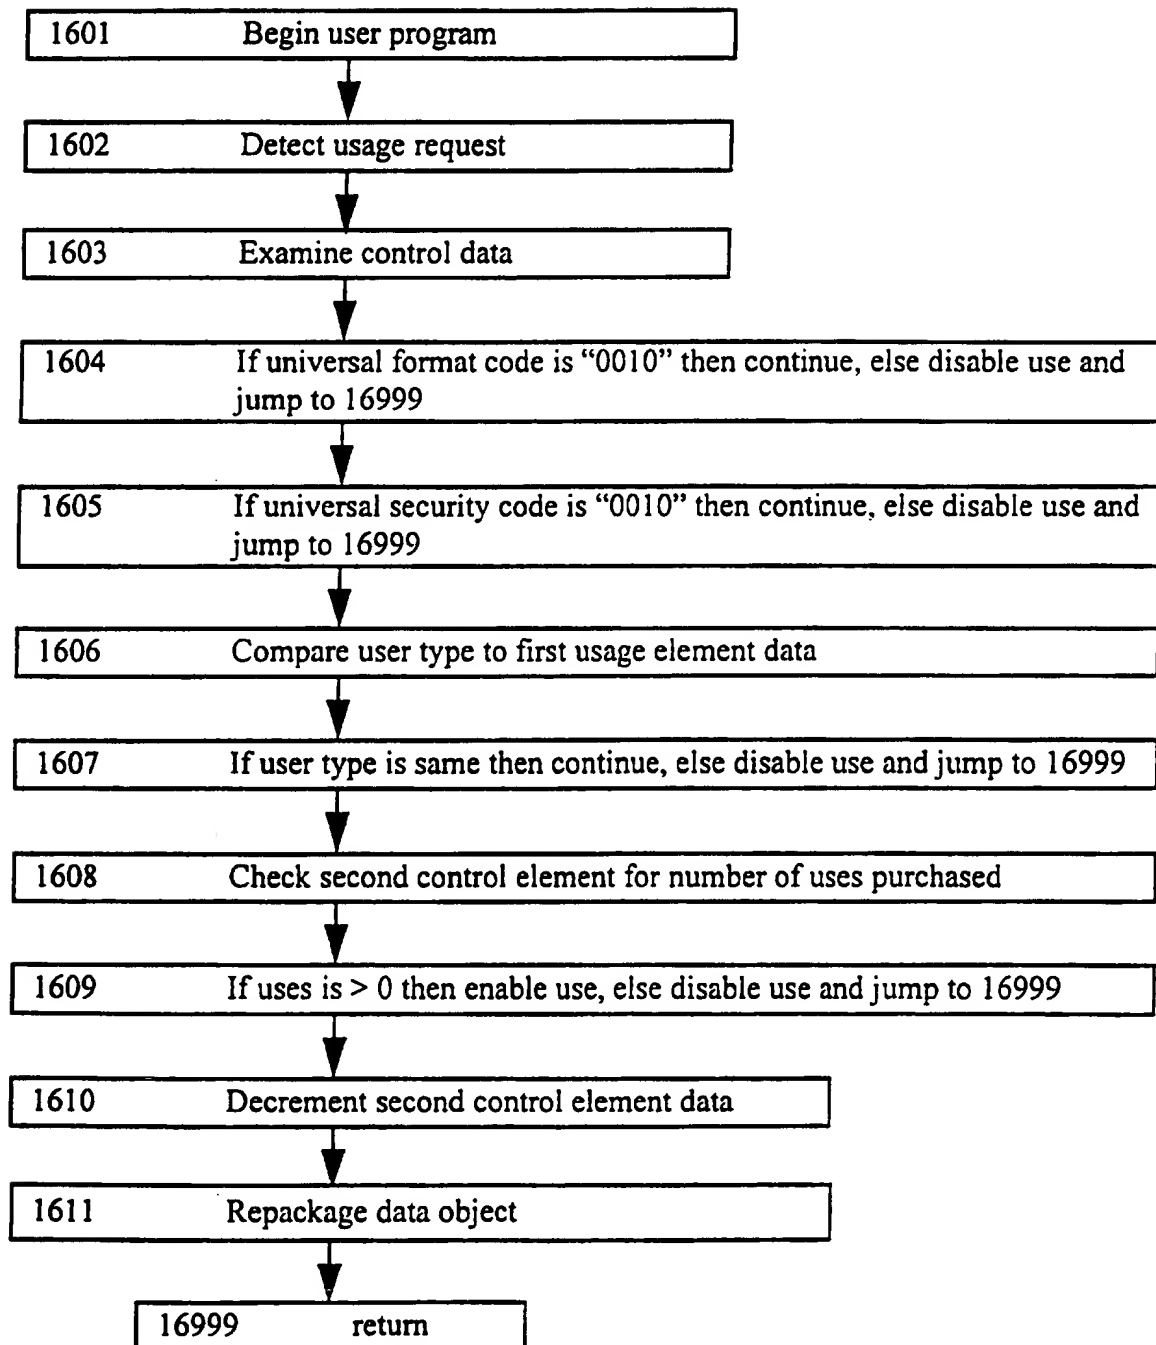 1601 Begin user program
1602 Detect usage request
1603 Examine control data
1604 If universal format code is “0010” then continue, else disable use and
jump to 16999
1605 If universal security code is “0010” then continue, else disable use and
jump to 16999
1606 Compare user type to first usage element data
1607 If user type is same then continue, else disable use and jump to 16999
1608 Check second control element for number of uses purchased
1609 If uses is > 0 then enable use, else disable use and jump to 16999
1610 Decrement second control element data
1611 Repackage data object
16999 return